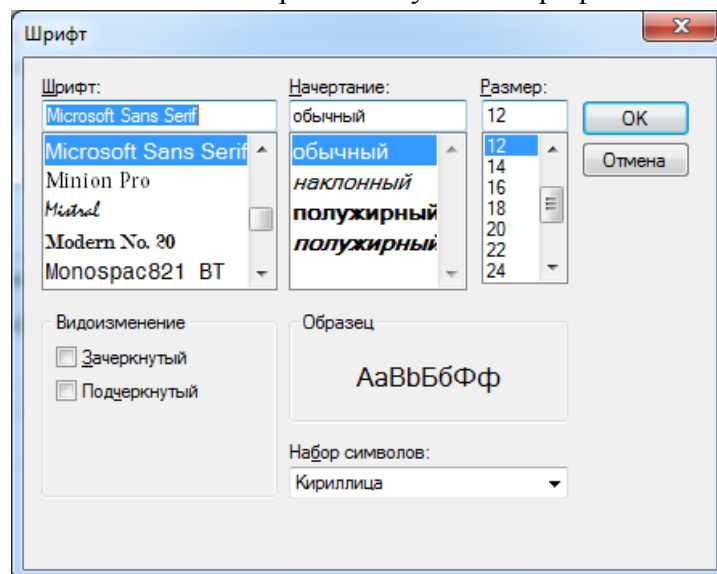 Шрифт
x
Шрифт:
Начертание:
Размер:
Microsoft Sans Serif
обычный
12
OK
Microsoft Sans Serif
Minion Pro
Mistral
Modern No. 20
Monospac821 BT
обычный
наклонный
полужирный
полужирный
12
14
16
18
20
22
24
Отмена
Видоизменение
Зачеркнутый
Подчеркнутый
Образец
АаВbБбФф
Набор символов:
Кириллица